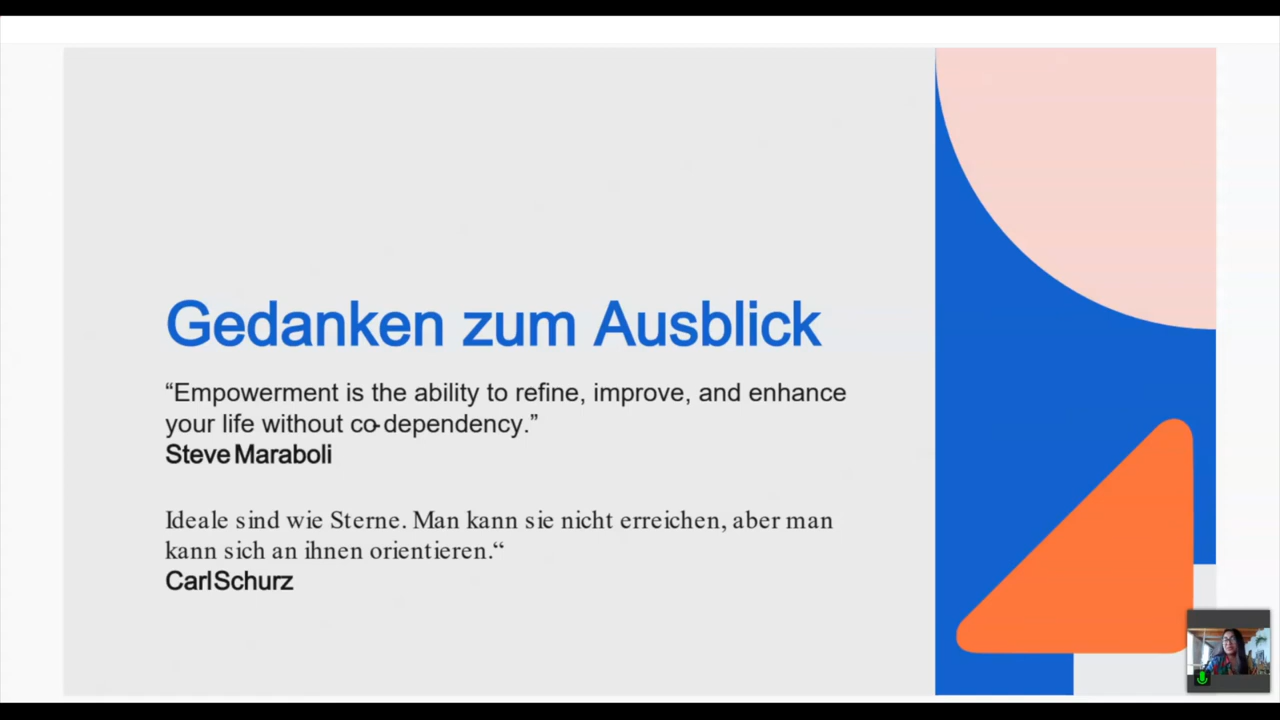 Gedanken zum Ausblick
“Empowerment is the ability to refine, improve, and enhance
your life without co-dependency.”
Steve Maraboli
Ideale sind wie Sterne. Man kann sie nicht erreichen, aber man
kann sich an ihnen orientieren.“
Carl Schurz